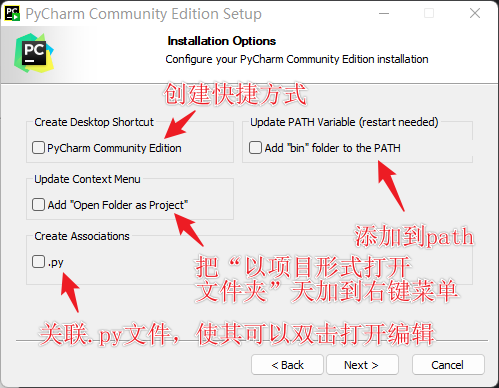 PyCharm Community Edition Setup
PC
Installation Options
Configure your PyCharm Community Edition installation
创建快捷方式
Create Desktop Shortcut
PyCharm Community Edition
Update PATH Variable (restart needed)
Add "bin" folder to the PATH
Update Context Menu
Add "Open Folder as Project"
添加到path
Create Associations
.py
把“以项目形式打开
文件夹”天加到右键菜单
关联.py文件，使其可以双击打开编辑
< Back
Next >
Cancel